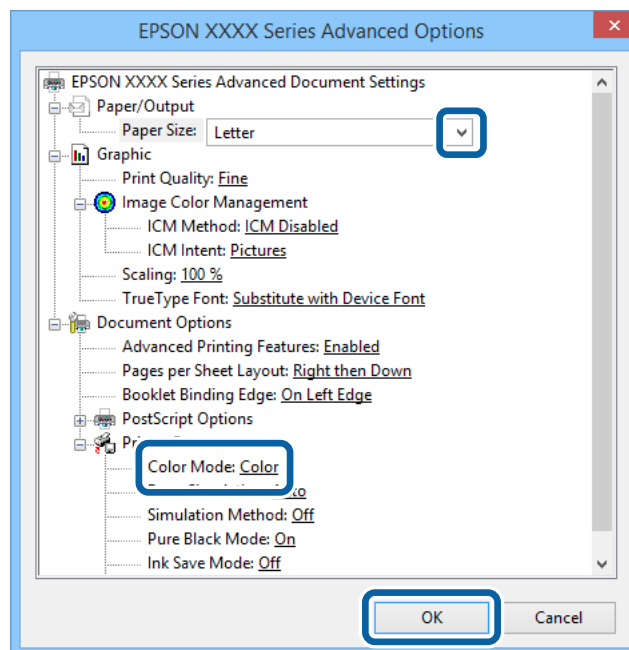 EPSON XXXX Series Advanced Options
EPSON XXXX Series Advanced Document Settings
Paper/Output
Paper Size: Letter
Graphic
Print Quality: Fine
Image Color Management
ICM Method: ICM Disabled
ICM Intent: Pictures
Scaling: 100 %
TrueType Font: Substitute with Device Font
Document Options
Advanced Printing Features: Enabled
Pages per Sheet Layout: Right then Down
Booklet Binding Edge: On Left Edge
PostScript Options
Color Mode: Color
Simulation Method: Off
Pure Black Mode: On
Ink Save Mode: Off
OK Cancel